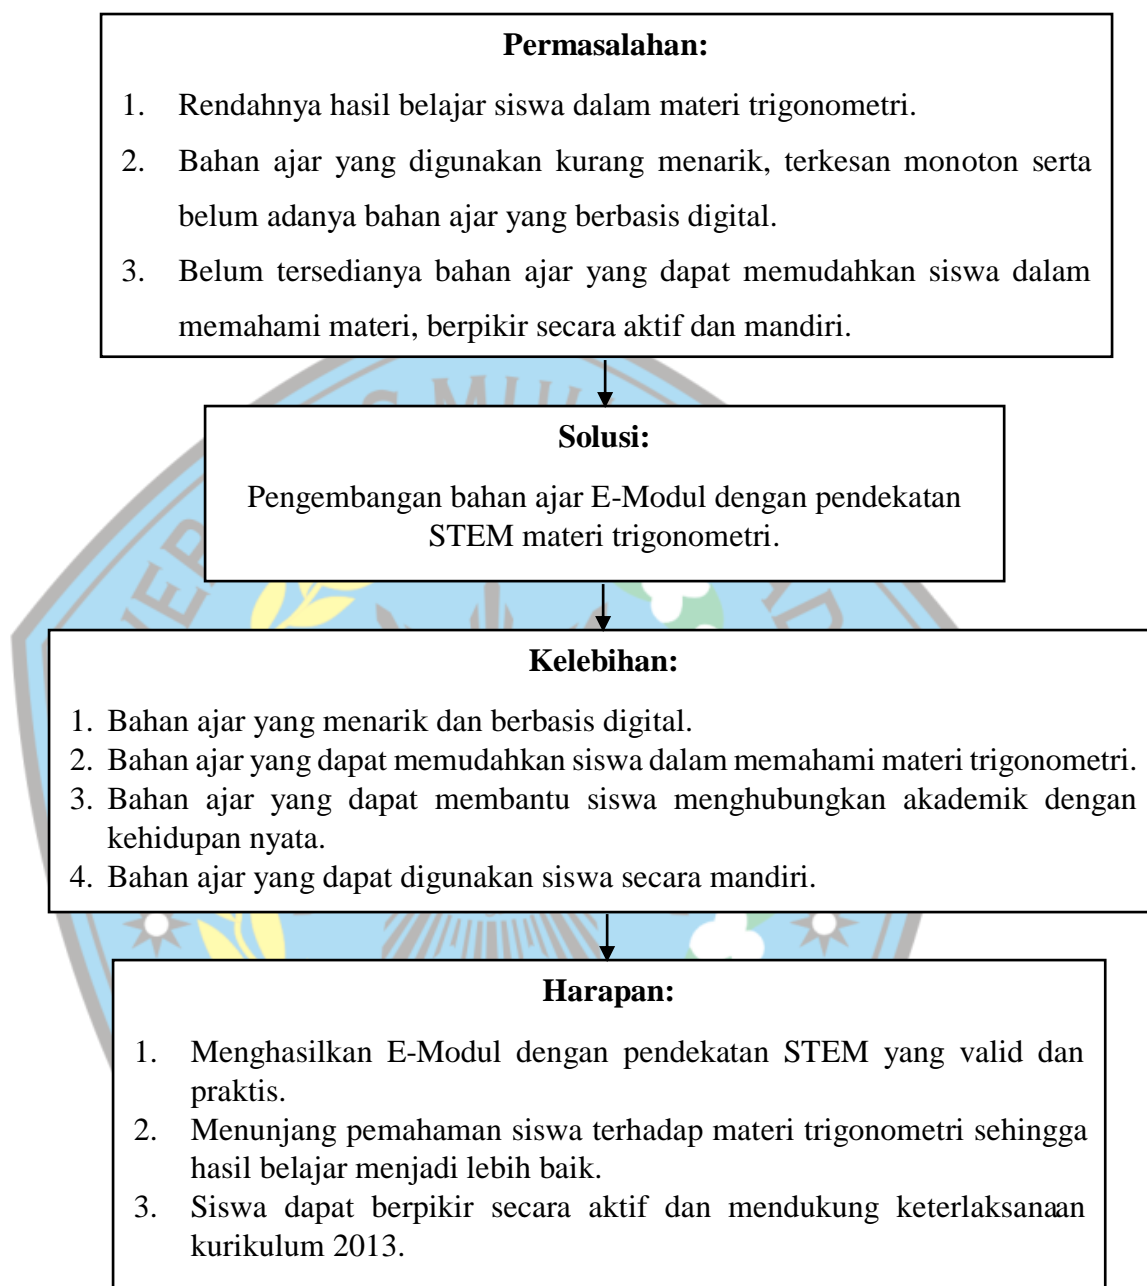 Permasalahan:
1. Rendahnya hasil belajar siswa dalam materi trigonometri.
2. Bahan ajar yang digunakan kurang menarik, terkesan monoton serta
belum adanya bahan ajar yang berbasis digital.
3. Belum tersedianya bahan ajar yang dapat memudahkan siswa dalam
memahami materi, berpikir secara aktif dan mandiri.
Solusi:
Pengembangan bahan ajar E-Modul dengan pendekatan
STEM materi trigonometri.
Kelebihan:
1. Bahan ajar yang menarik dan berbasis digital.
2. Bahan ajar yang dapat memudahkan siswa dalam memahami materi trigonometri.
3. Bahan ajar yang dapat membantu siswa menghubungkan akademik dengan
kehidupan nyata.
4. Bahan ajar yang dapat digunakan siswa secara mandiri.
Harapan:
1. Menghasilkan E-Modul dengan pendekatan STEM yang valid dan
praktis.
2. Menunjang pemahaman siswa terhadap materi trigonometri sehingga
hasil belajar menjadi lebih baik.
3. Siswa dapat berpikir secara aktif dan mendukung keterlaksanaan
kurikulum 2013.